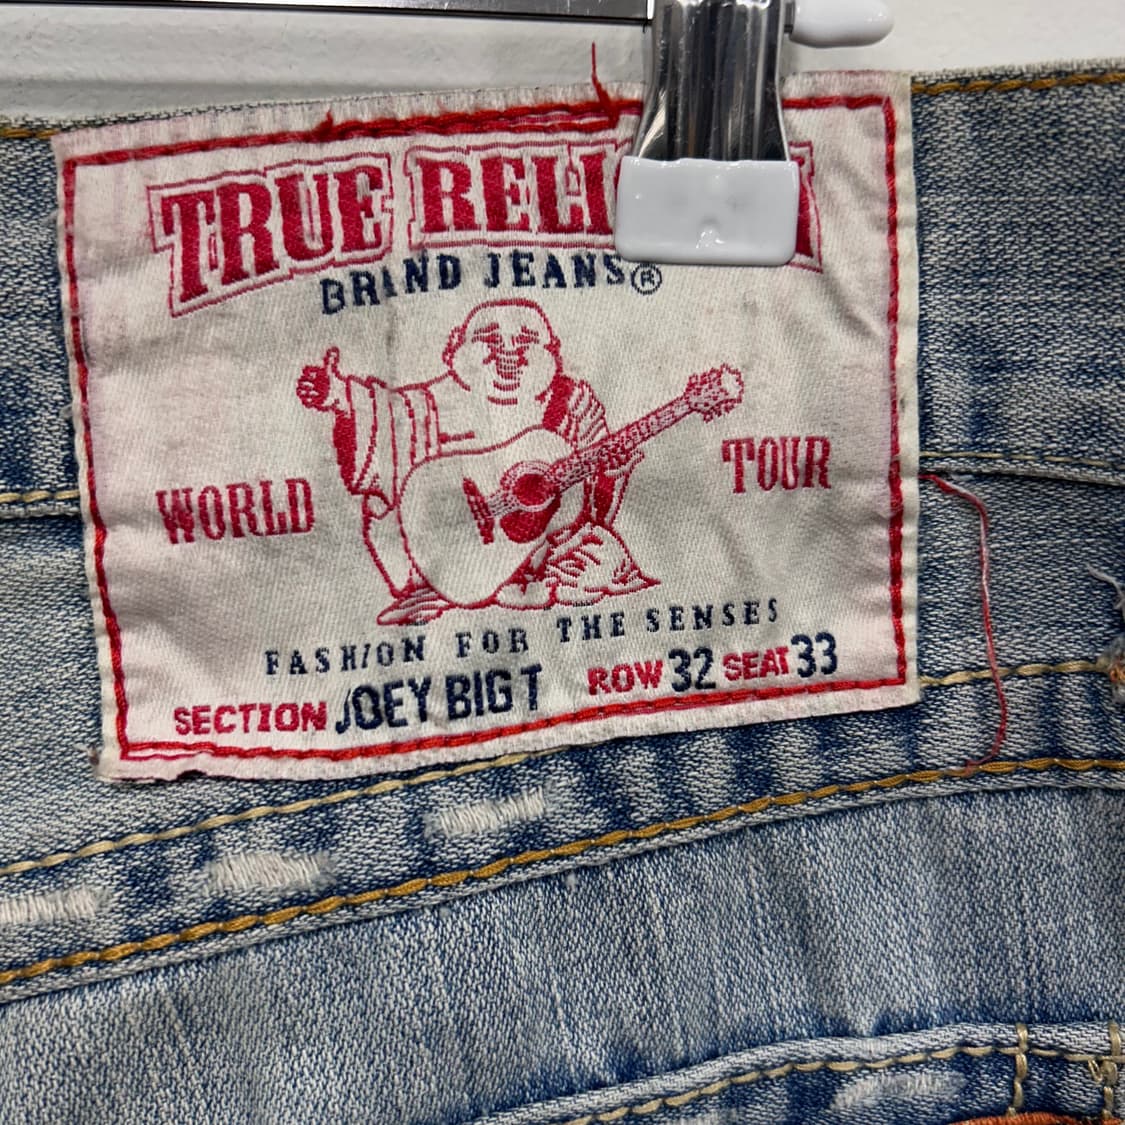 TRUE RELI
BRAND JEANS®
WORLD TOUR
FASHION FOR THE SENSES
SECTION JOEY BIG T ROW 32 SEAT 33